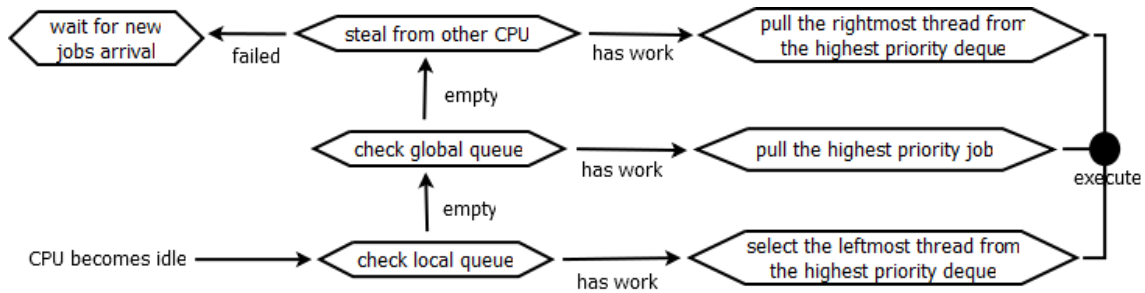 wait for new
jobs arrival
failed
steal from other CPU
has work
pull the rightmost thread from
the highest priority deque
empty
check global queue
has work
pull the highest priority job
execute
empty
CPU becomes idle
check local queue
has work
select the leftmost thread from
the highest priority deque